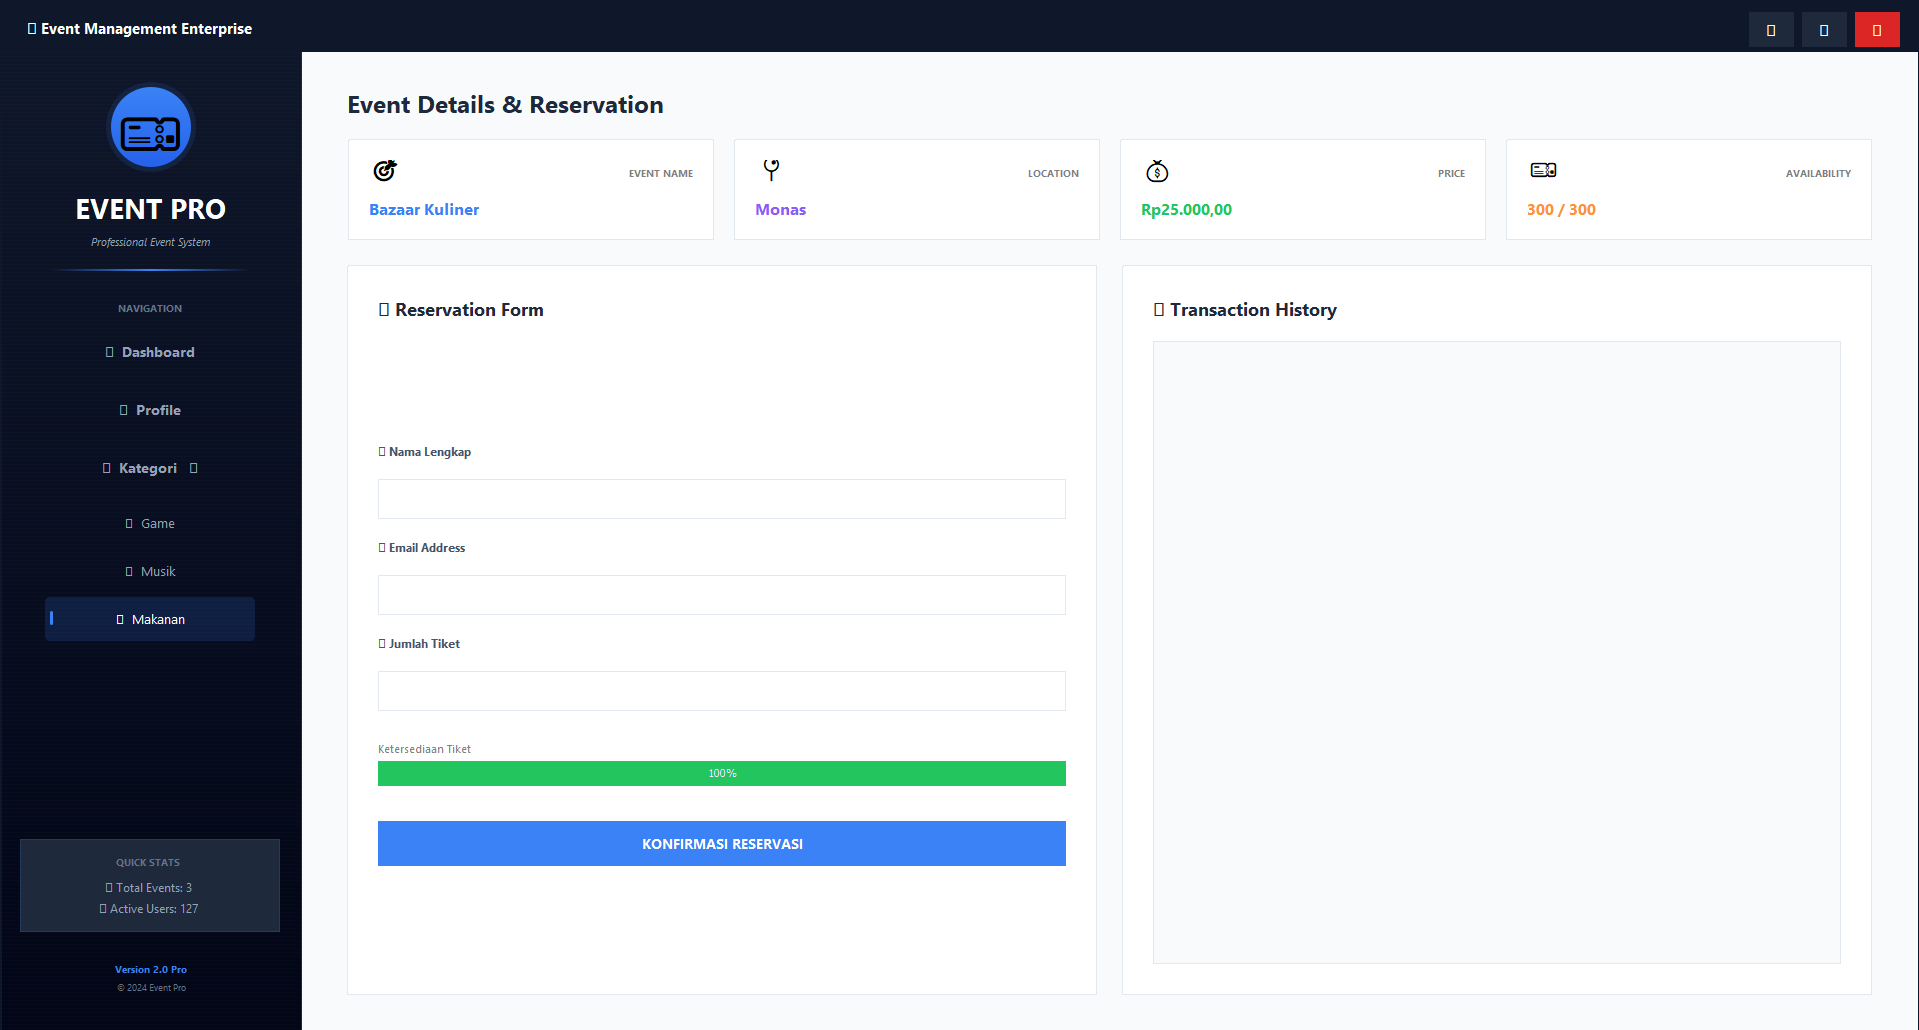 Event Management Enterprise
EVENT PRO
Professional Event System
NAVIGATION
Dashboard
Profile
Kategori
Game
Musik
Makanan
QUICK STATS
Total Events: 3
Active Users: 127
Version 2.0 Pro
© 2024 Event Pro
Event Details & Reservation
EVENT NAME
Bazaar Kuliner
LOCATION
Monas
PRICE
Rp25.000,00
AVAILABILITY
300 / 300
Reservation Form
Nama Lengkap
Email Address
Jumlah Tiket
Ketersediaan Tiket
100%
KONFIRMASI RESERVASI
Transaction History